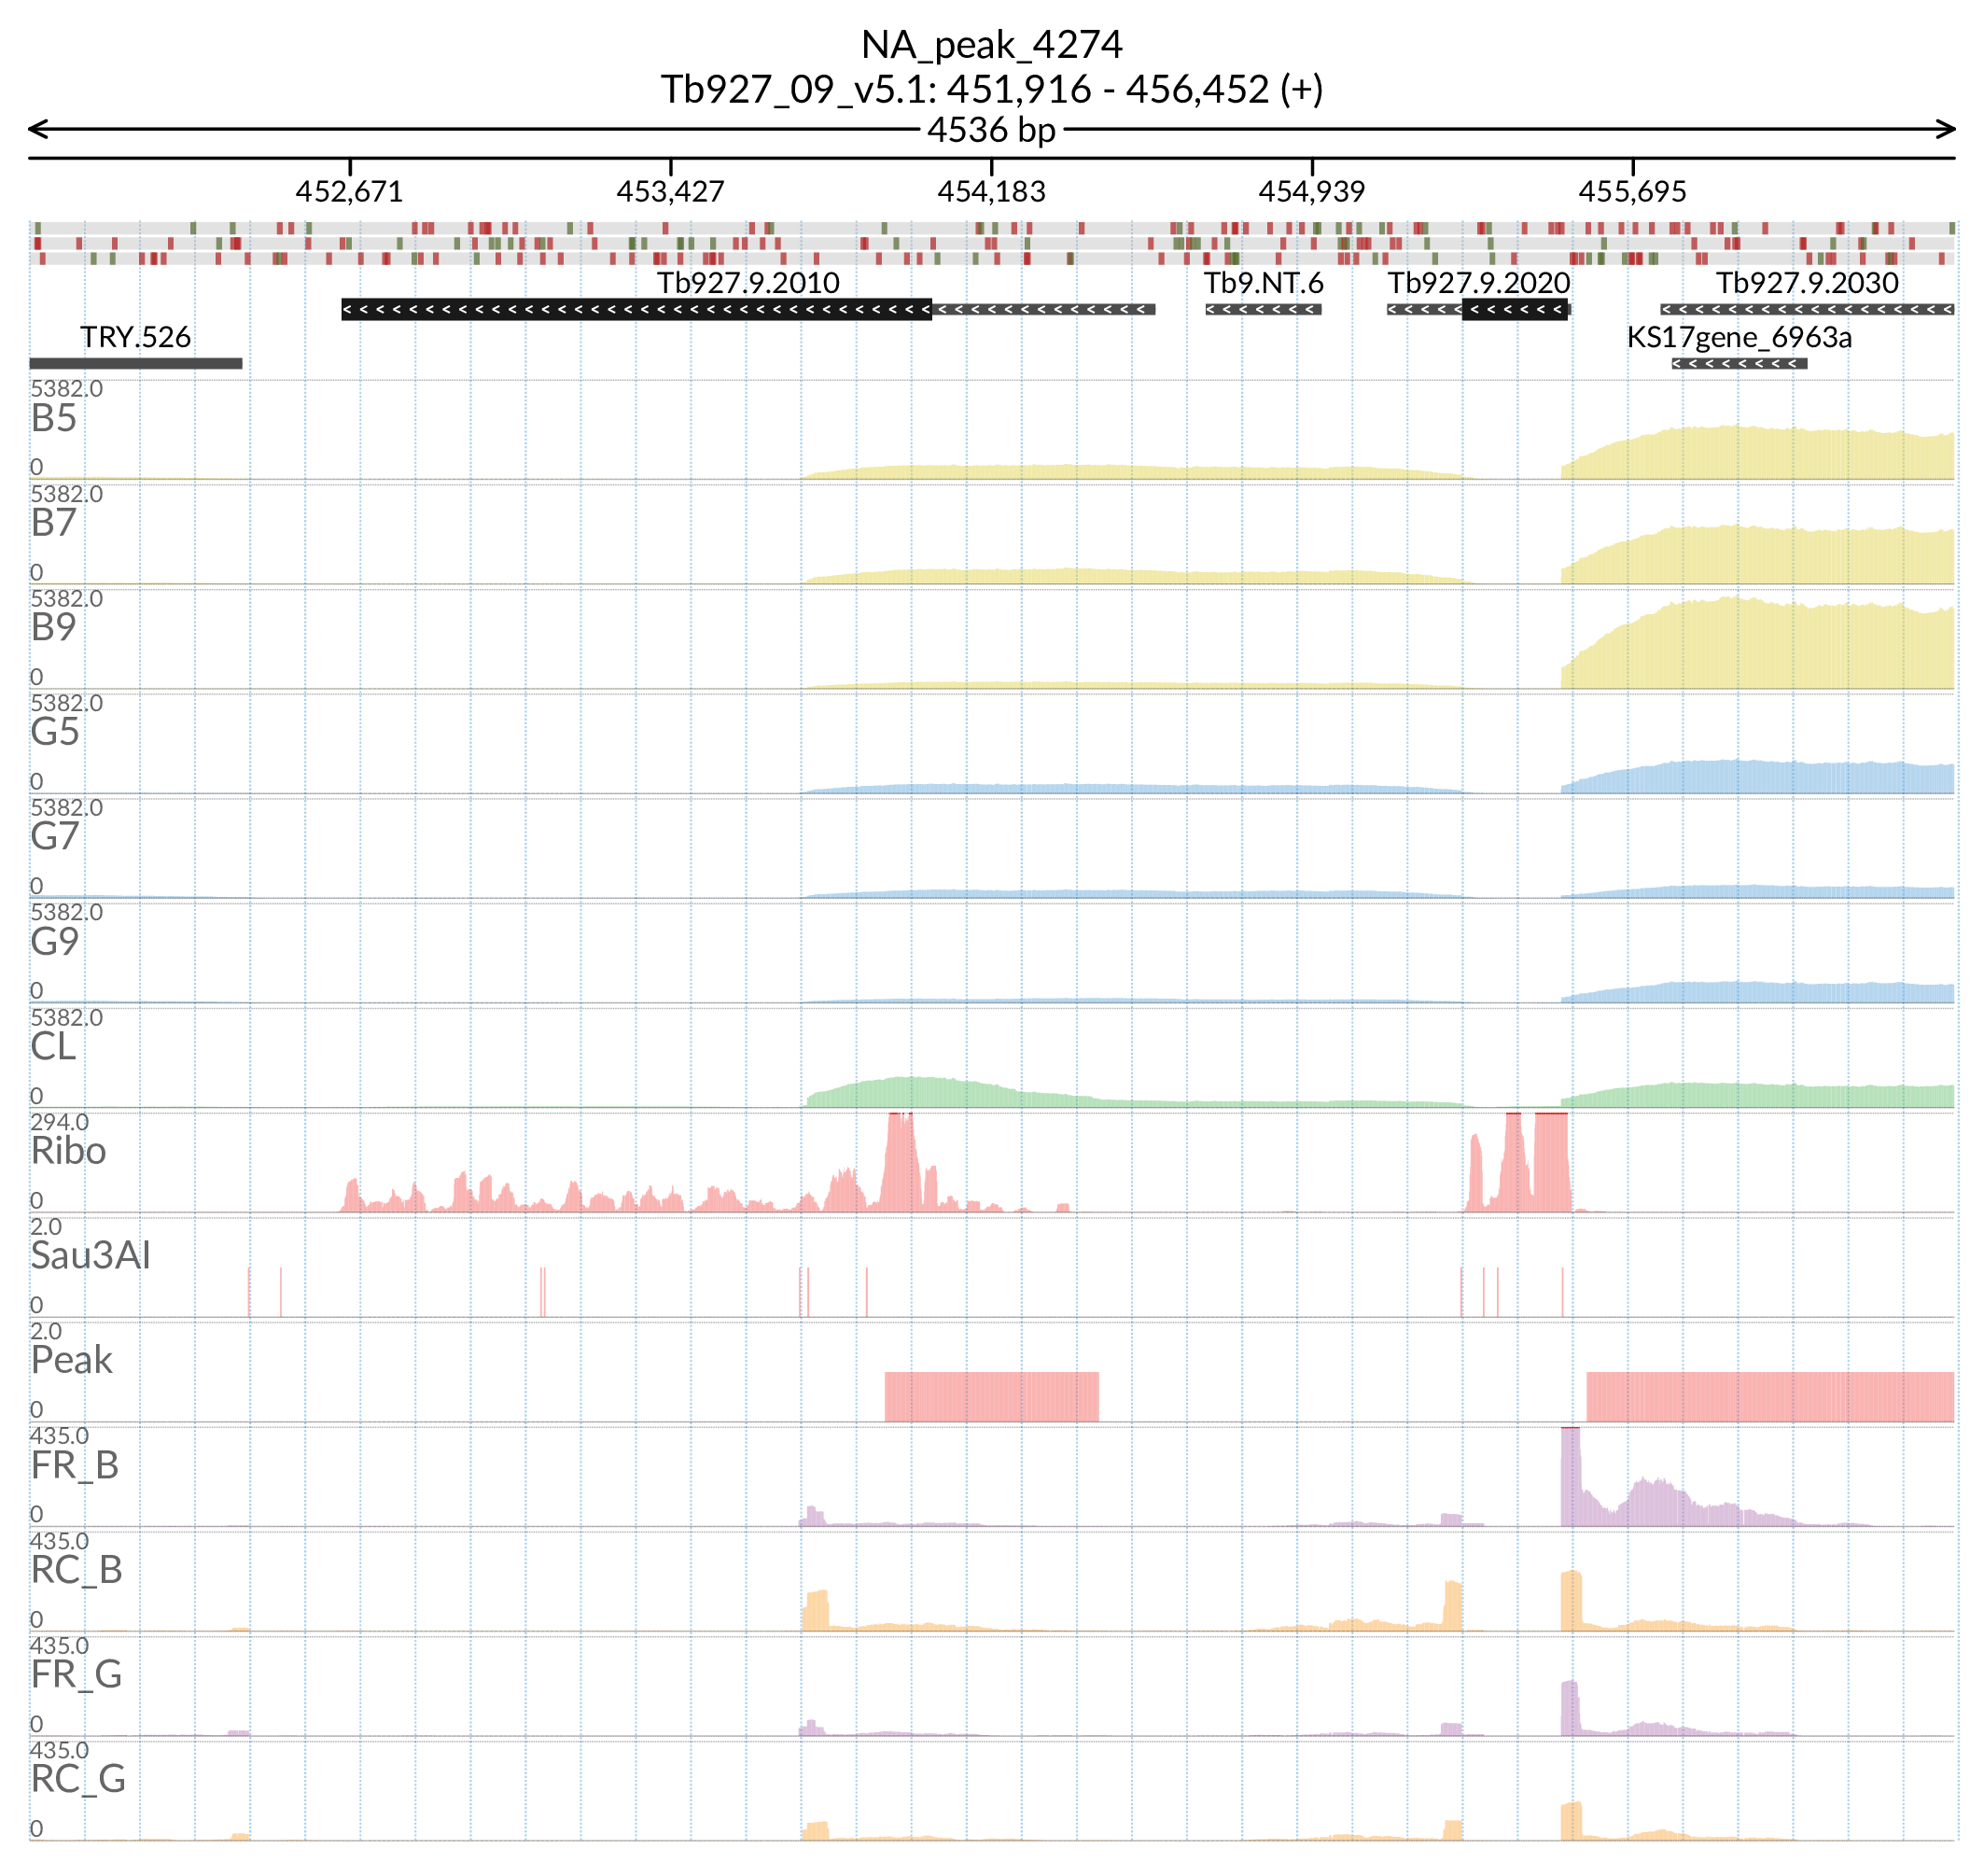 NA_peak_4274
Tb927_09_v5.1: 451,916 - 456,452 (+)
4536 bp
452,671 453,427 454,183 454,939 455,695
Tb927.9.2010 Tb9.NT.6 Tb927.9.2020 Tb927.9.2030
TRY.526 KS17gene_6963a
5382.0
B5
0
5382.0
B7
0
5382.0
B9
0
5382.0
G5
0
5382.0
G7
0
5382.0
G9
0
5382.0
CL
0
294.0
Ribo
0
2.0
Sau3AI
0
2.0
Peak
0
435.0
FR_B
0
435.0
RC_B
0
435.0
FR_G
0
435.0
RC_G
0